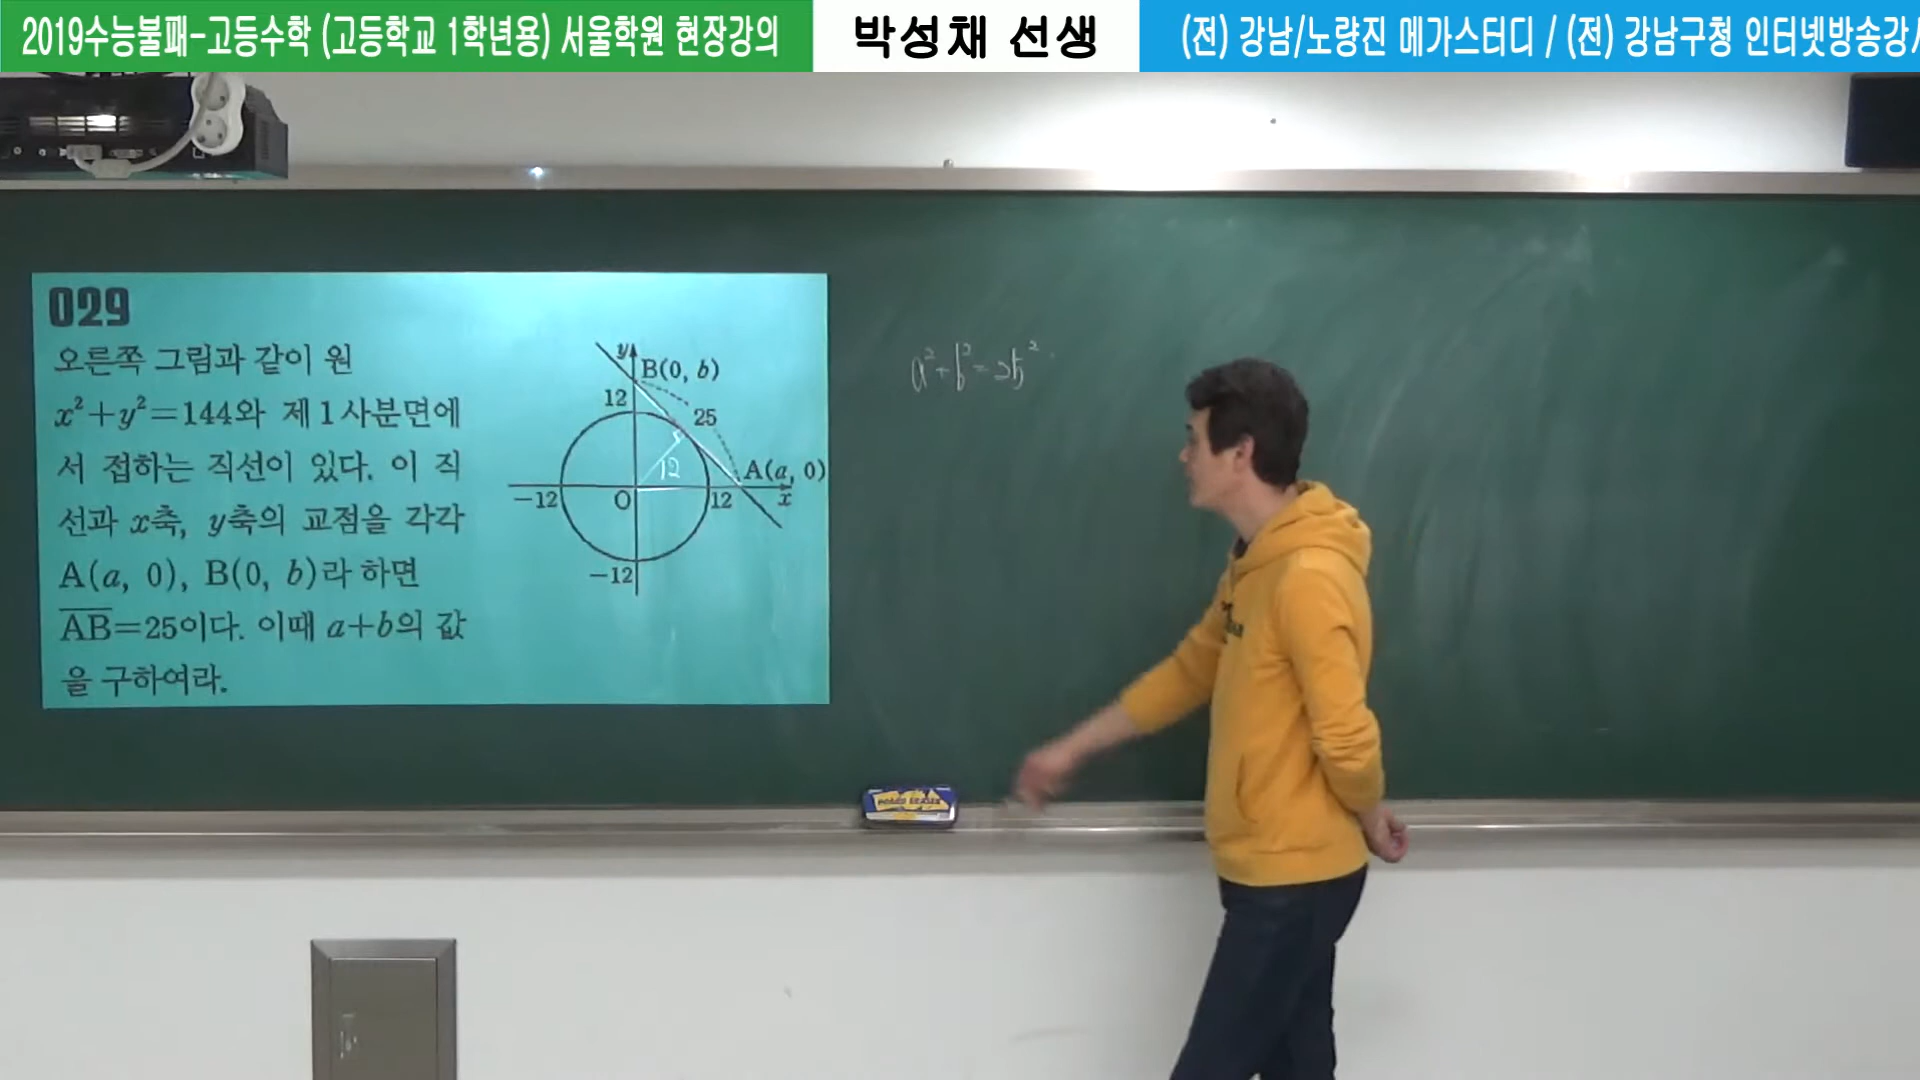 2019수능불패-고등수학 (고등학교 1학년용) 서울학원 현장강의
박성채 선생
(전) 강남/노량진 메가스터디 / (전) 강남구청 인터넷방송강사
029
오른쪽 그림과 같이 원
x²+y²=144와 제1사분면에
서 접하는 직선이 있다. 이 직
선과 x축, y축의 교점을 각각
A(a, 0), B(0, b)라 하면
AB=25이다. 이때 a+b의 값
을 구하여라.
y
B(0, b)
12
25
12
A(a, 0)
-12
O
12
x
-12
a²+b²=25²
BOARD ERASER